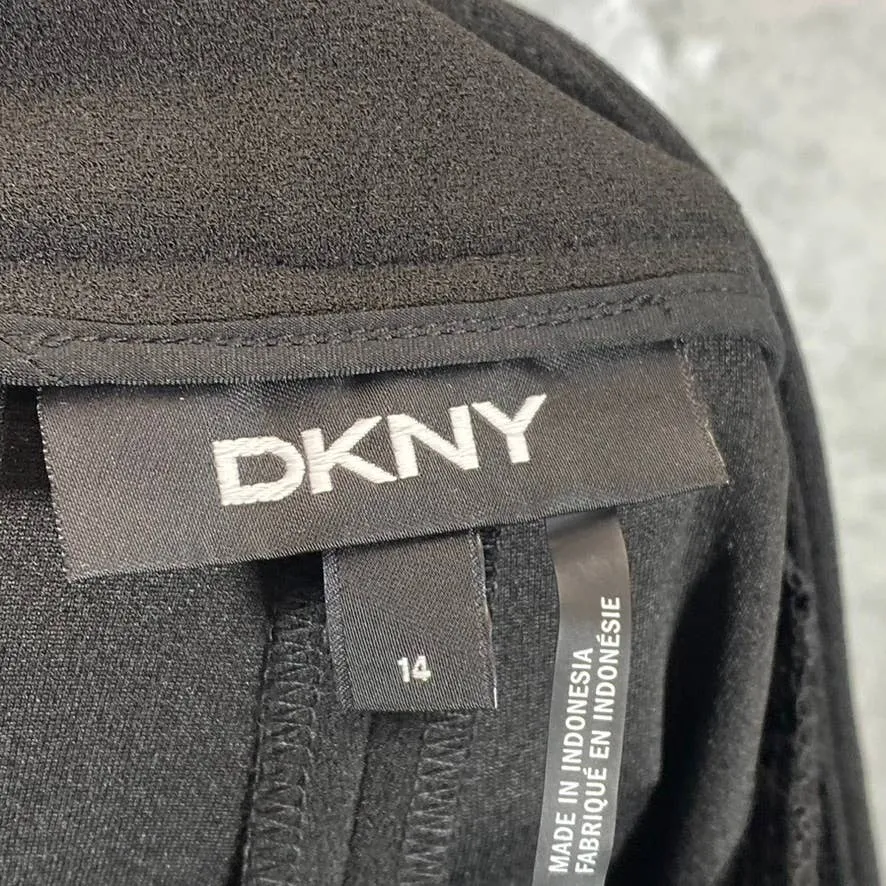 DKNY
14
MADE IN INDONESIA
FABRIQUÉ EN INDONÉSIE